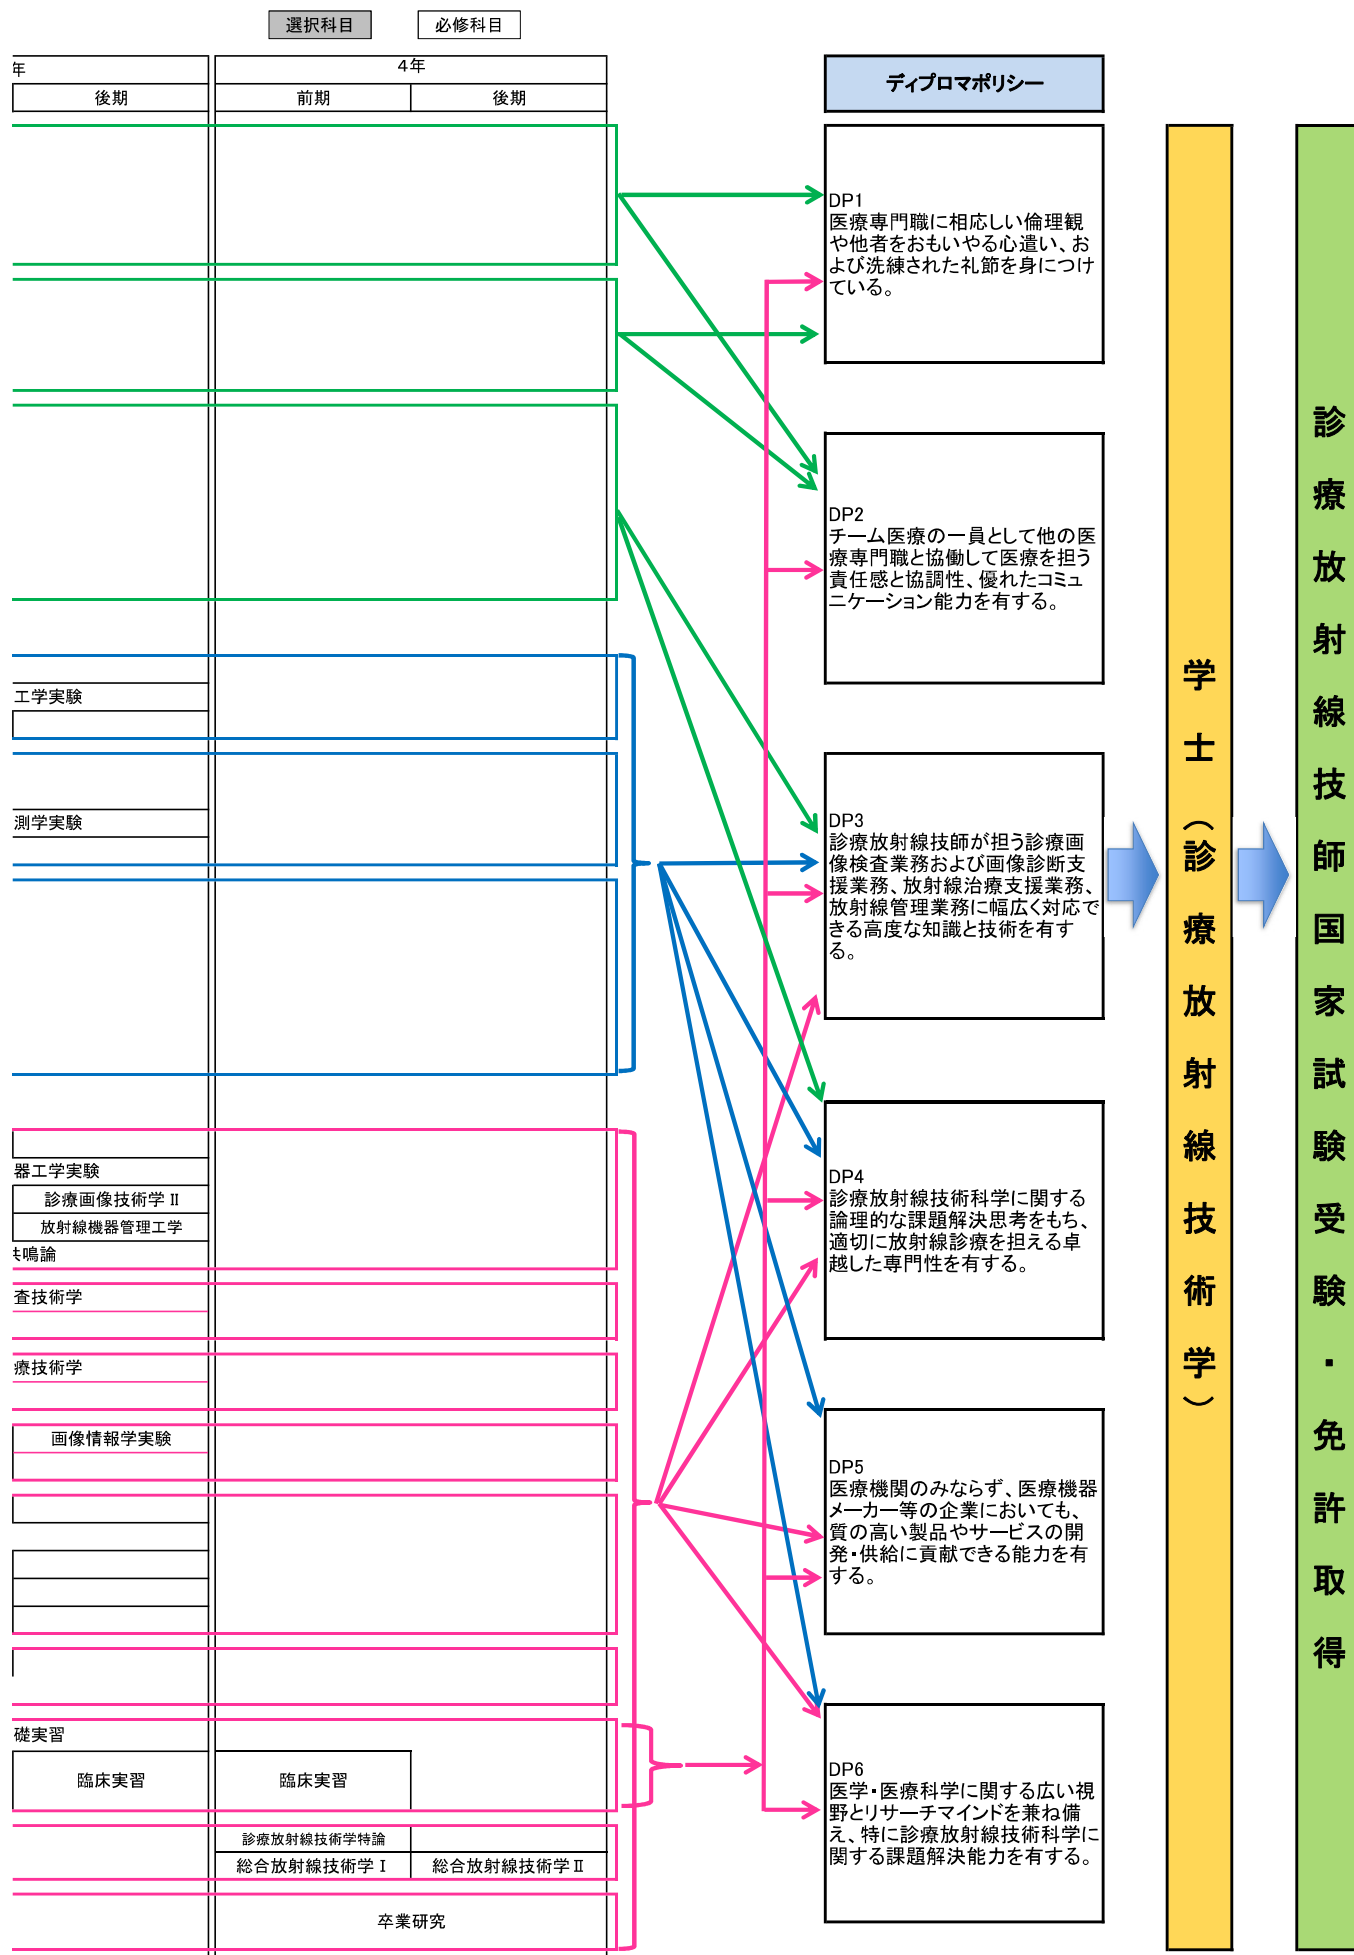 選択科目
必修科目
年
4年
後期
前期
後期
ディプロマポリシー
DP1
医療専門職に相応しい倫理観
や他者をおもいやる心遣い、お
よび洗練された礼節を身につけ
ている。
DP2
チーム医療の一員として他の医
療専門職と協働して医療を担う
責任感と協調性、優れたコミュ
ニケーション能力を有する。
工学実験
測学実験
DP3
診療放射線技師が担う診療画
像検査業務および画像診断支
援業務、放射線治療支援業務、
放射線管理業務に幅広く対応で
きる高度な知識と技術を有す
る。
器工学実験
診療画像技術学Ⅱ
放射線機器管理工学
共鳴論
査技術学
療技術学
画像情報学実験
DP4
診療放射線技術科学に関する
論理的な課題解決思考をもち、
適切に放射線診療を担える卓
越した専門性を有する。
DP5
医療機関のみならず、医療機器
メーカー等の企業においても、
質の高い製品やサービスの開
発・供給に貢献できる能力を有
する。
礎実習
臨床実習
臨床実習
診療放射線技術学特論
総合放射線技術学Ⅰ
総合放射線技術学Ⅱ
卒業研究
DP6
医学・医療科学に関する広い視
野とリサーチマインドを兼ね備
え、特に診療放射線技術科学に
関する課題解決能力を有する。
学士（診療放射線技術学）
診療放射線技師国家試験受験・免許取得